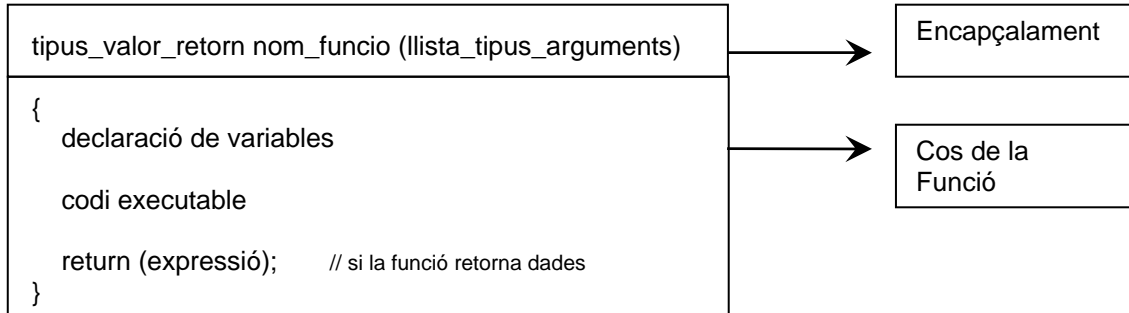 tipus_valor_retorn nom_funcio (llista_tipus_arguments)
Encapçalament
{
declaració de variables
codi executable
return (expressió); // si la funció retorna dades
}
Cos de la
Funció